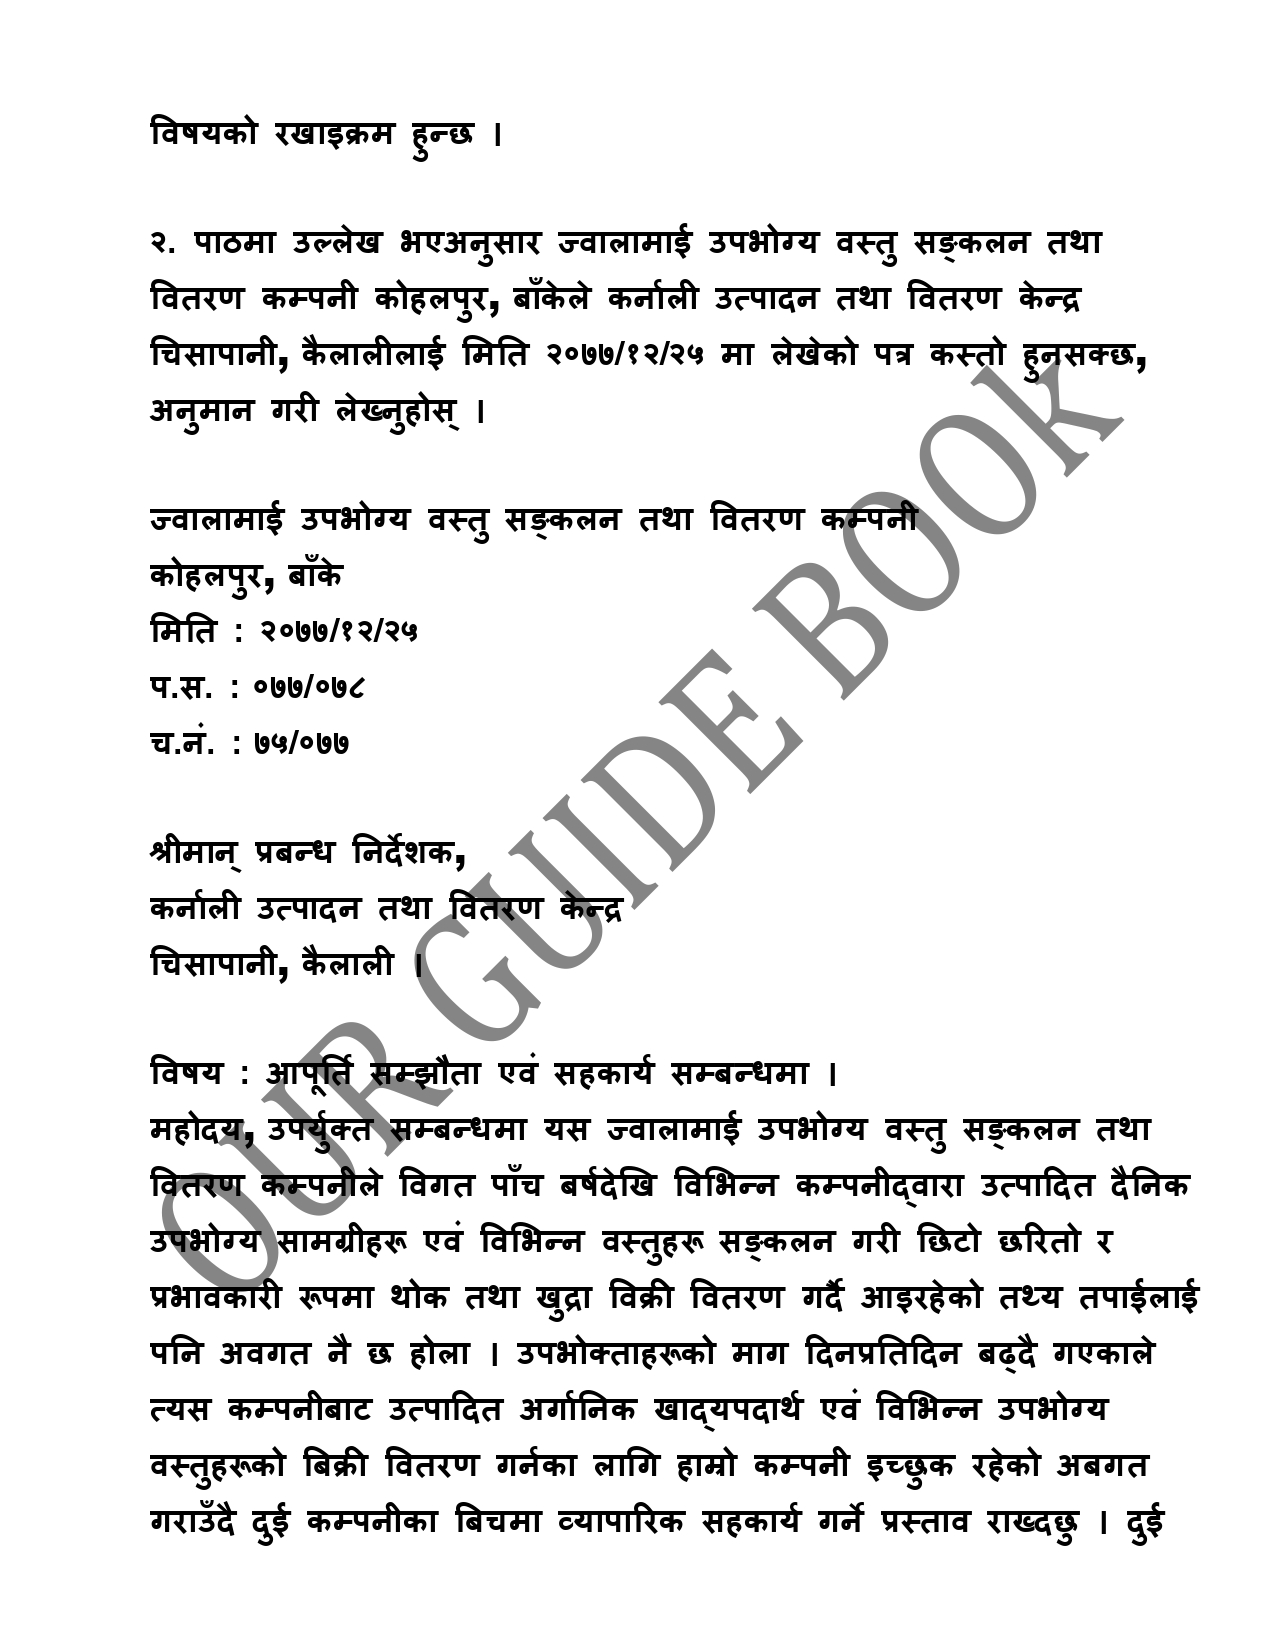 विषयको रखाइक्रम हुन्छ ।
२. पाठमा उल्लेख भएअनुसार ज्वालामाई उपभोग्य वस्तु सङ्कलन तथा
वितरण कम्पनी कोहलपुर, बाँकेले कर्नाली उत्पादन तथा वितरण केन्द्र
चिसापानी, कैलालीलाई मिति २०७७/१२/२५ मा लेखेको पत्र कस्तो हुनसक्छ,
अनुमान गरी लेख्नुहोस् ।
ज्वालामाई उपभोग्य वस्तु सङ्कलन तथा वितरण कम्पनी
कोहलपुर, बाँके
मिति : २०७७/१२/२५
प.स. : ०७७/०७८
च.नं. : ७५/०७७
श्रीमान् प्रबन्ध निर्देशक,
कर्नाली उत्पादन तथा वितरण केन्द्र
चिसापानी, कैलाली ।
विषय : आपूर्ति सम्झौता एवं सहकार्य सम्बन्धमा ।
महोदय, उपर्युक्त सम्बन्धमा यस ज्वालामाई उपभोग्य वस्तु सङ्कलन तथा
वितरण कम्पनीले विगत पाँच बर्षदेखि विभिन्न कम्पनीद्वारा उत्पादित दैनिक
उपभोग्य सामग्रीहरू एवं विभिन्न वस्तुहरू सङ्कलन गरी छिटो छरितो र
प्रभावकारी रूपमा थोक तथा खुद्रा विक्री वितरण गर्दै आइरहेको तथ्य तपाईलाई
पनि अवगत नै छ होला । उपभोक्ताहरूको माग दिनप्रतिदिन बढ्दै गएकाले
त्यस कम्पनीबाट उत्पादित अर्गानिक खाद्यपदार्थ एवं विभिन्न उपभोग्य
वस्तुहरूको बिक्री वितरण गर्नका लागि हाम्रो कम्पनी इच्छुक रहेको अबगत
गराउँदै दुई कम्पनीका बिचमा व्यापारिक सहकार्य गर्ने प्रस्ताव राख्दछु । दुई
OUR GUIDE BOOK